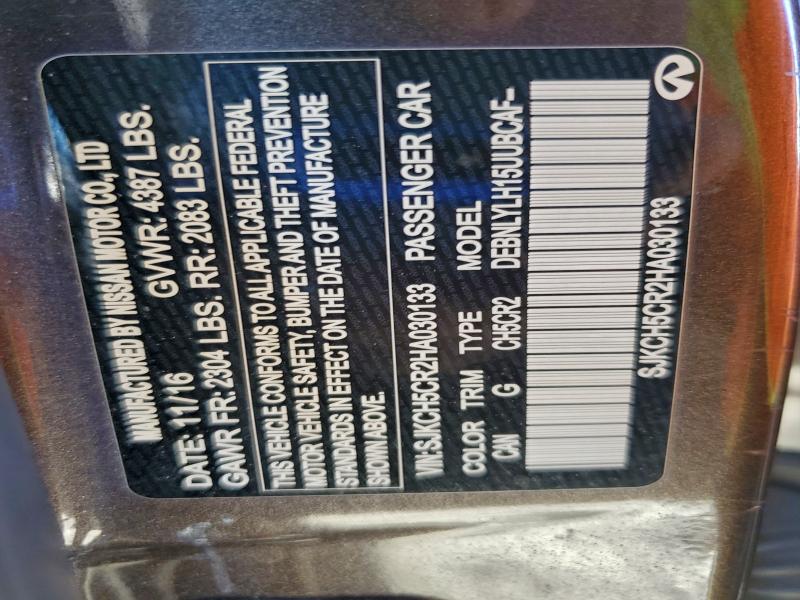 MANUFACTURED BY NISSAN MOTOR CO., LTD
DATE: 11/16 GVWR: 4387 LBS.
GAWR FR: 2304 LBS. RR: 2083 LBS.
THIS VEHICLE CONFORMS TO ALL APPLICABLE FEDERAL
MOTOR VEHICLE SAFETY, BUMPER AND THEFT PREVENTION
STANDARDS IN EFFECT ON THE DATE OF MANUFACTURE
SHOWN ABOVE.
VIN: SJKCH5CR2HA030133 PASSENGER CAR
COLOR TRIM TYPE MODEL
CAN G CH5CR2 DEBNLYLH15UUBCAF--
SJKCH5CR2HA030133